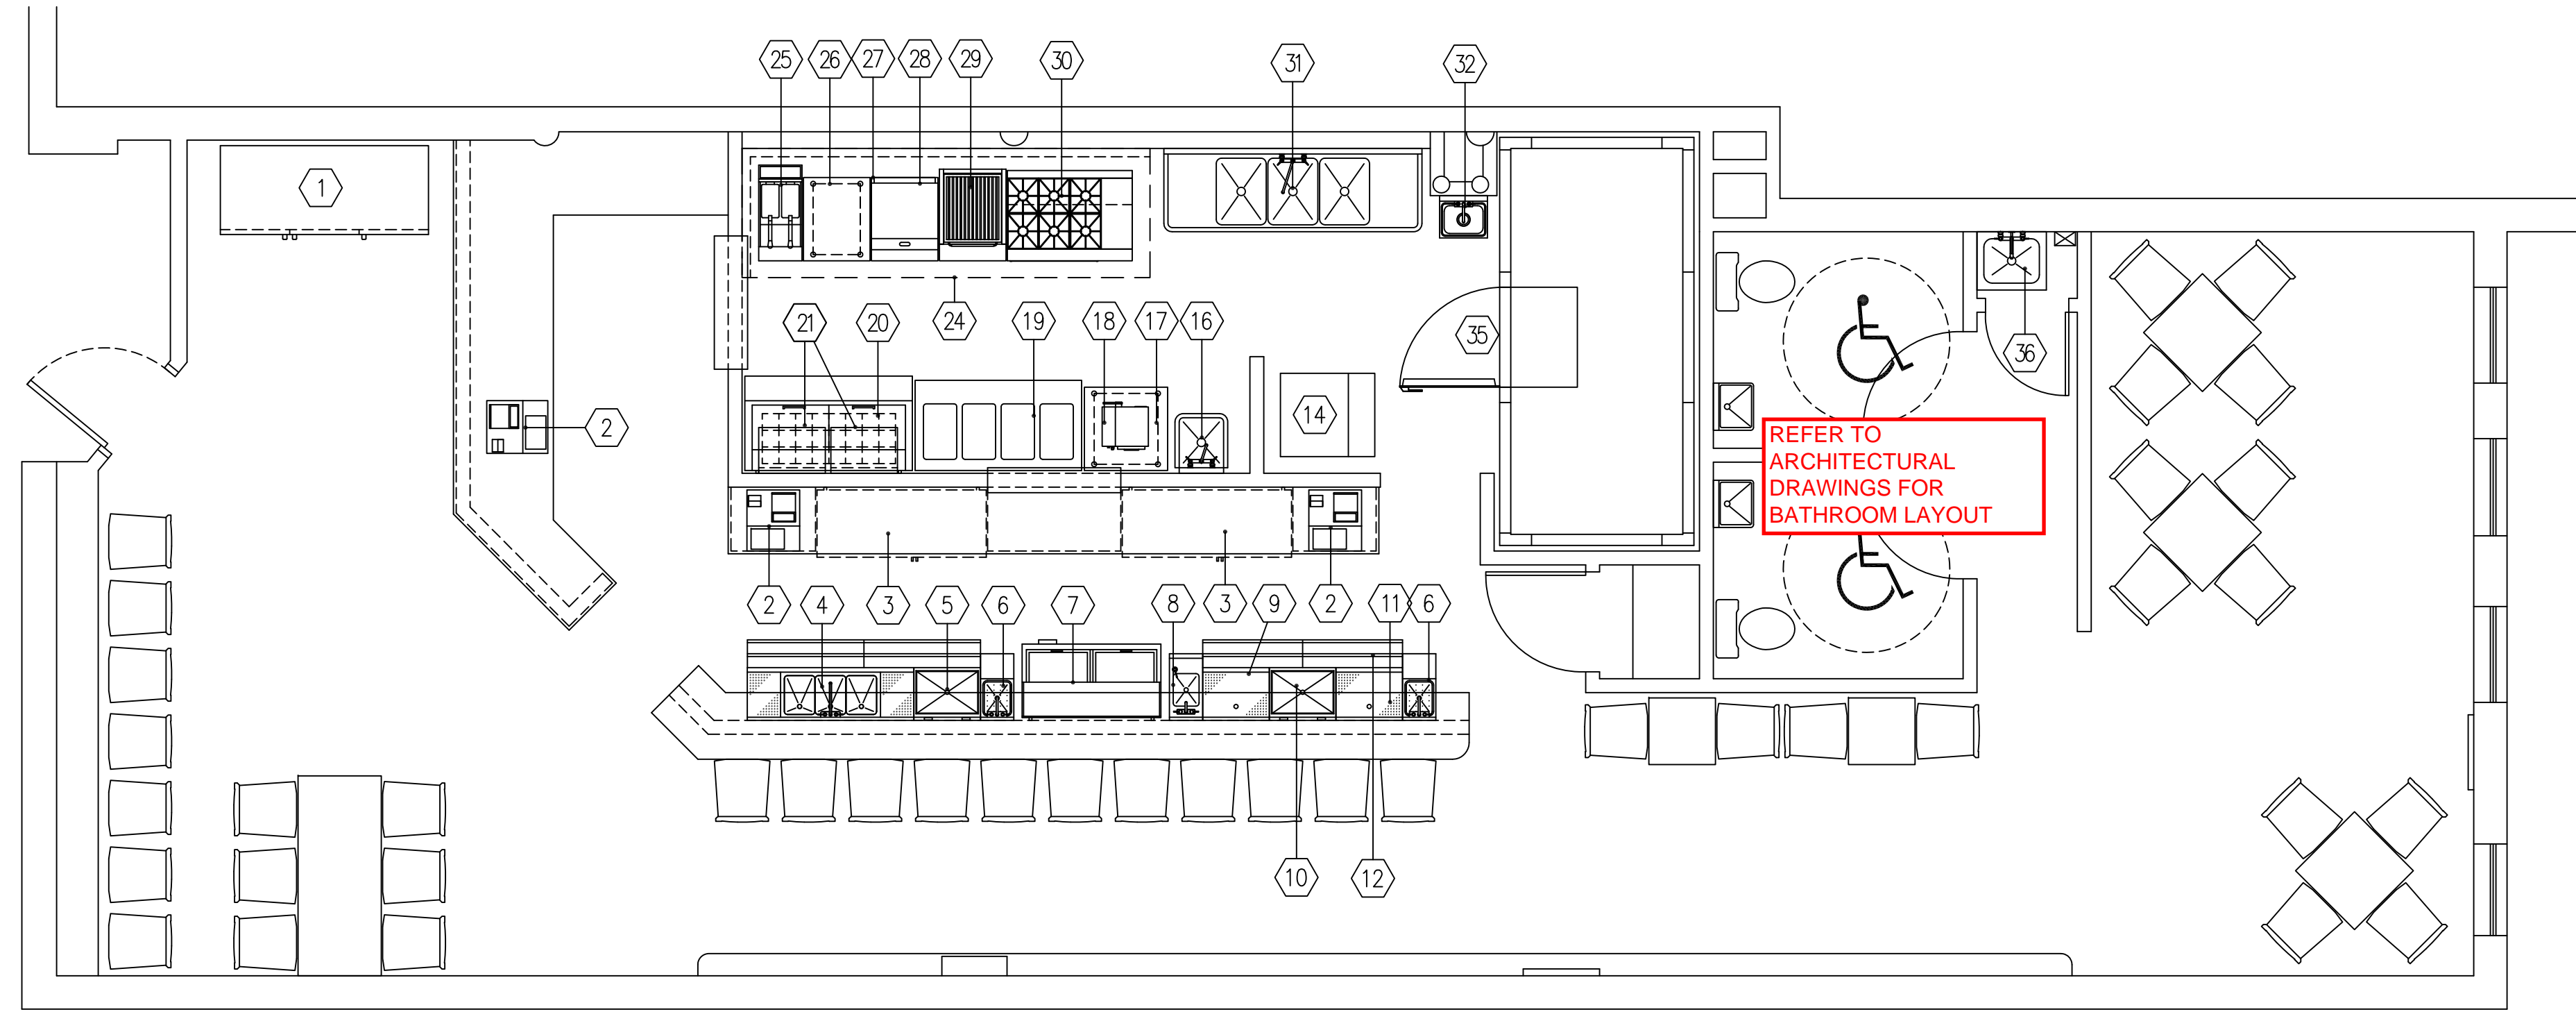 25 26 27 28 29 30 31 32
1
21 20 24 19 18 17 16 35 36
14
2
REFER TO
ARCHITECTURAL
DRAWINGS FOR
BATHROOM LAYOUT
2 4 3 5 6 7 8 3 9 2 11 6
10 12